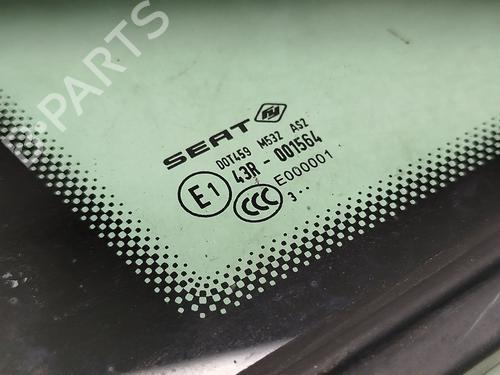 B-PARTS
SEAT
DOT459 M532 AS2
E1 43R - 001564
CCC E000001
3··